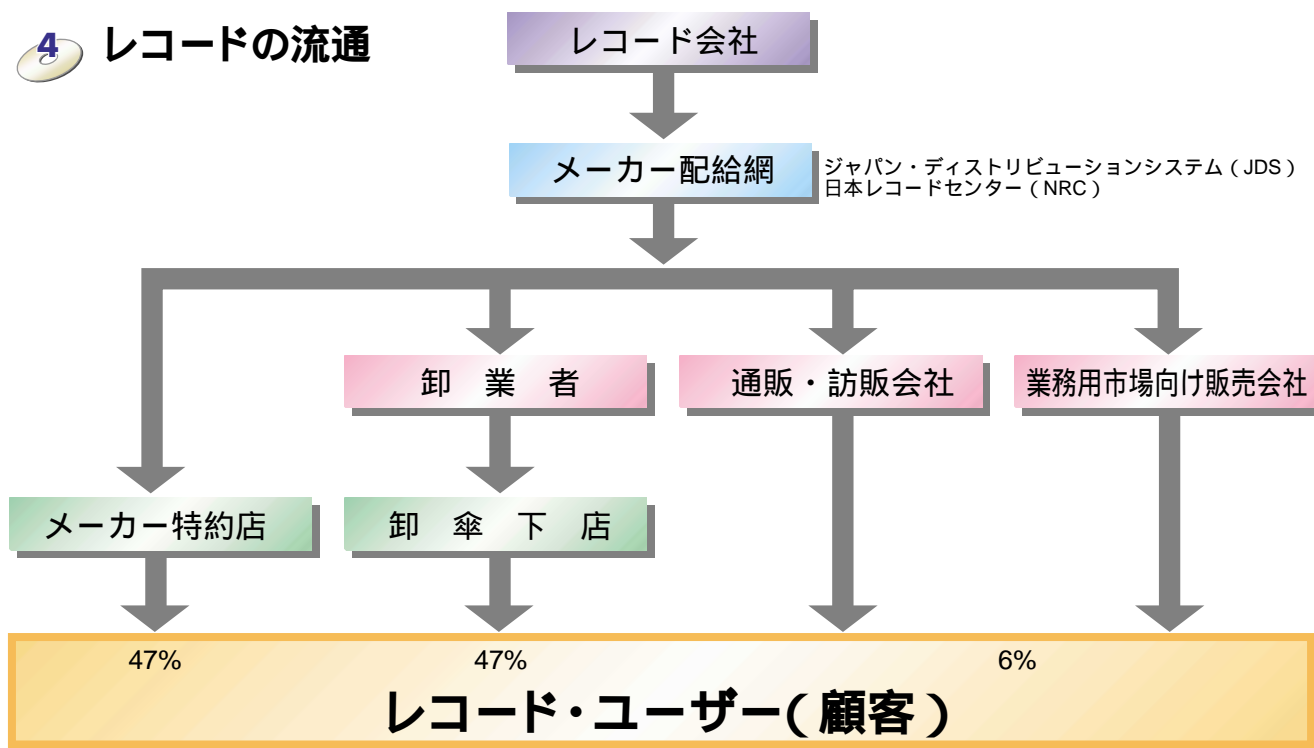 4 レコードの流通
レコード会社
メーカー配給網
ジャパン・ディストリビューションシステム(JDS)
日本レコードセンター(NRC)
卸業者
通販・訪販会社
業務用市場向け販売会社
メーカー特約店
卸傘下店
47%
47%
6%
レコード・ユーザー(顧客)